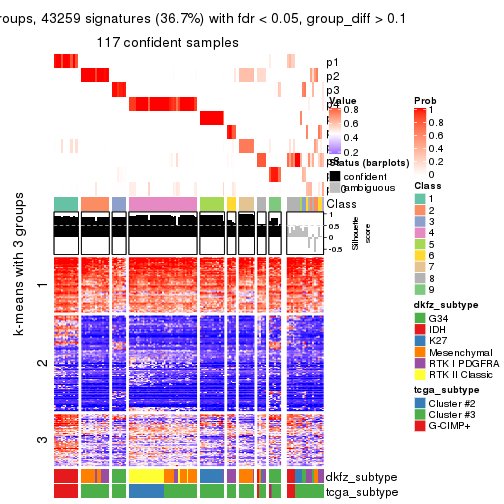 roups, 43259 signatures (36.7%) with fdr < 0.05, group_diff > 0.1
117 confident samples
p1
p2
p3
p4
Class
Silhouette
score
1
0.5
0
-0.5
k-means with 3 groups
1
2
3
dkfz_subtype
tcga_subtype
Value
0.8
0.6
0.4
0.2
Status (barplots)
confident
ambiguous
Prob
1
0.8
0.6
0.4
0.2
0
Class
1
2
3
4
5
6
7
8
9
dkfz_subtype
G34
IDH
K27
Mesenchymal
RTK I PDGFRA
RTK II Classic
tcga_subtype
Cluster #2
Cluster #3
G-CIMP+